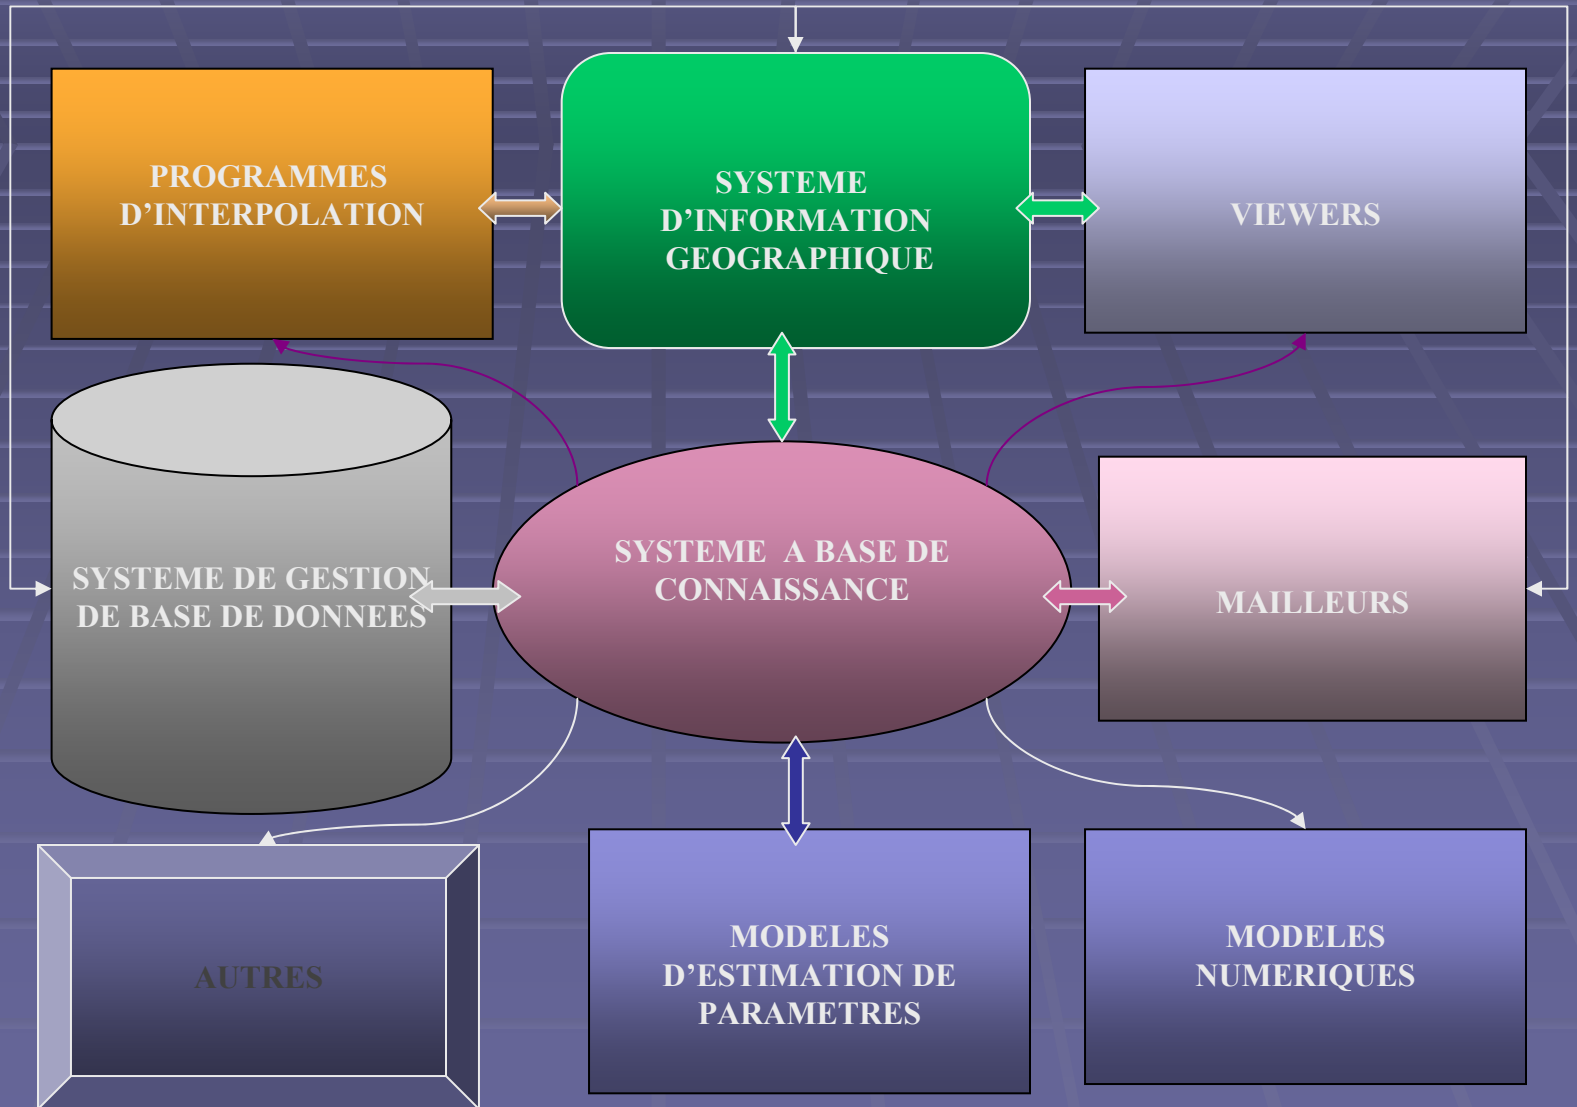 PROGRAMMES
D’INTERPOLATION
SYSTEME
D’INFORMATION
GEOGRAPHIQUE
VIEWERS
SYSTEME DE GESTION
DE BASE DE DONNEES
SYSTEME A BASE DE
CONNAISSANCE
MAILLEURS
AUTRES
MODELES
D’ESTIMATION DE
PARAMETRES
MODELES
NUMERIQUES